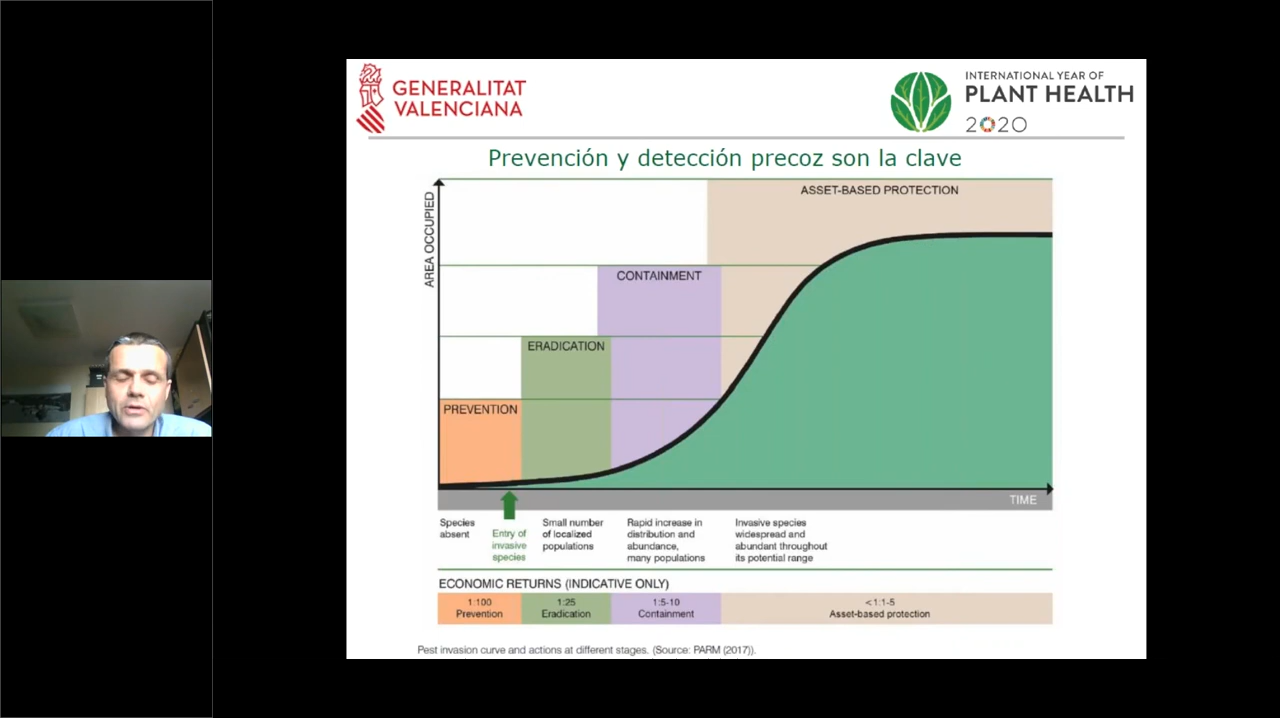 GENERALITAT
VALENCIANA
INTERNATIONAL YEAR OF
PLANT HEALTH
2020
Prevención y detección precoz son la clave
AREA OCCUPIED
ASSET-BASED PROTECTION
CONTAINMENT
ERADICATION
PREVENTION
TIME
Species
absent
Entry of
invasive
species
Small number
of localized
populations
Rapid increase in
distribution and
abundance,
many populations
Invasive species
widespread and
abundant throughout
its potential range
ECONOMIC RETURNS (INDICATIVE ONLY)
1:100
Prevention
1:25
Eradication
1:5-10
Containment
<1:1-5
Asset-based protection
Pest invasion curve and actions at different stages. (Source: PARM (2017)).